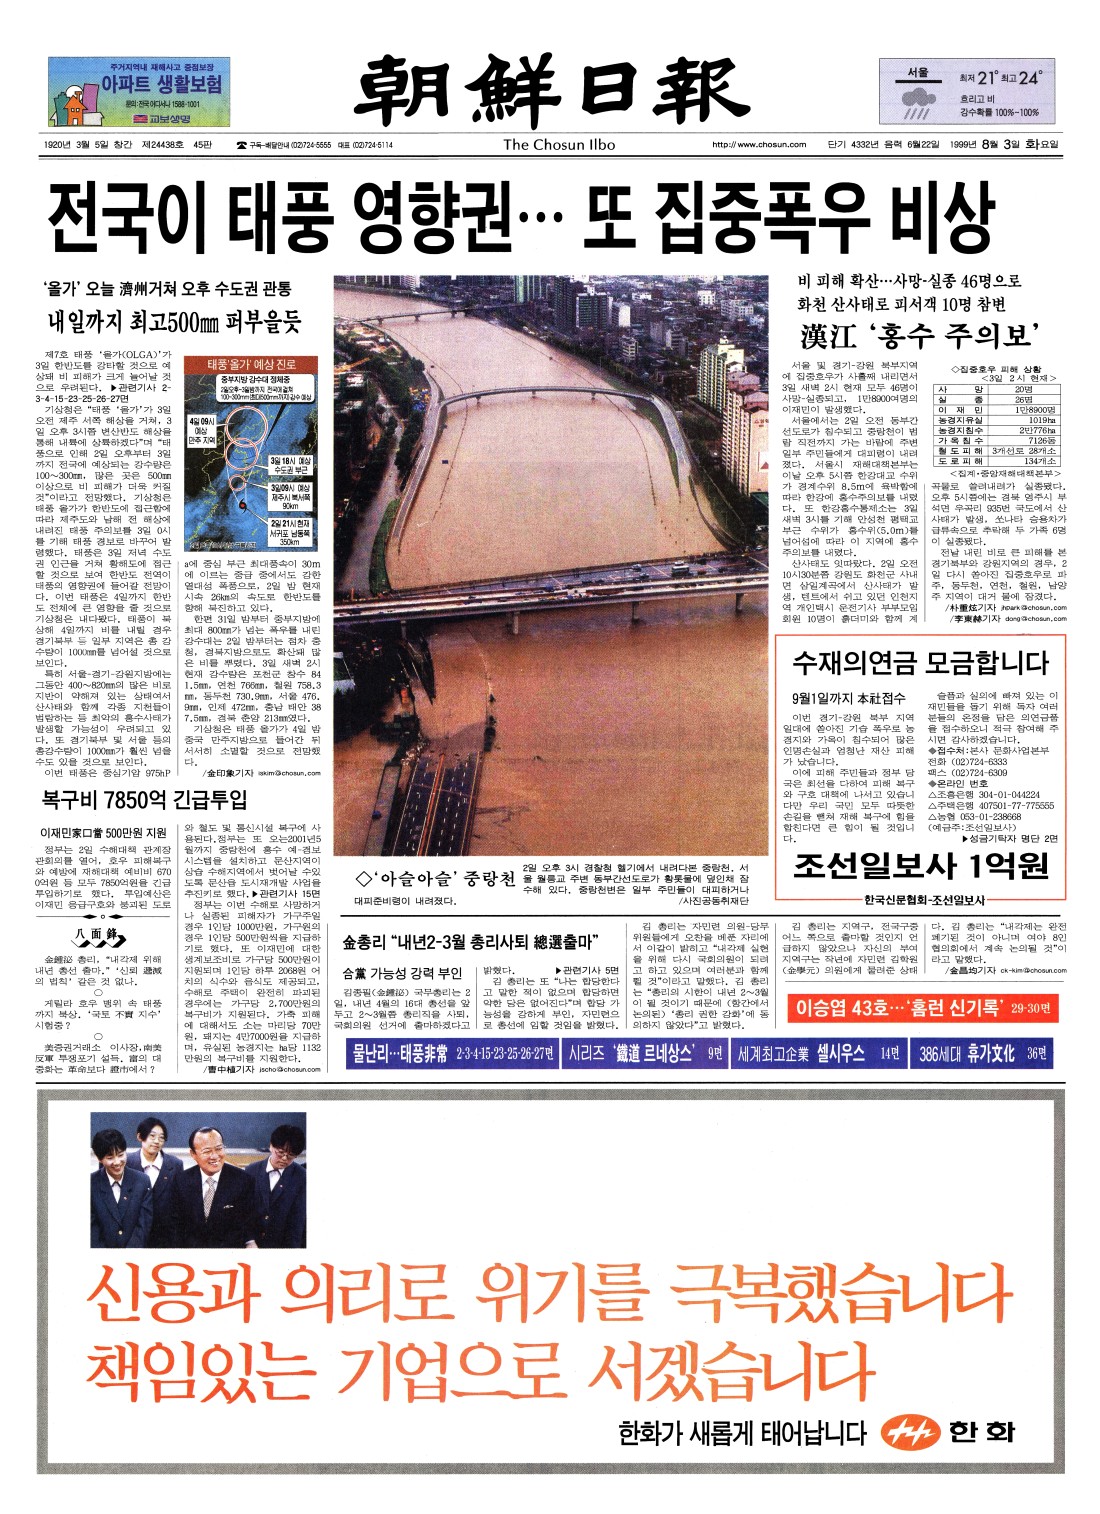 주거지역내 재해사고 중점보장
아파트 생활보험
문의:전국 어디서나 1588-1001
교보생명
朝鮮日報
서울
최저 21° 최고 24°
흐리고 비
강수확률 100%~100%
1920년 3월 5일 창간 제24438호 45판
☎ 구독-배달안내 (02)724-5555 대표 (02)724-5114
The Chosun Ilbo
http://www.chosun.com
단기 4332년 음력 6월22일 1999년 8월 3일 화요일
전국이 태풍 영향권… 또 집중폭우 비상
‘올가’ 오늘 濟州거쳐 오후 수도권 관통
내일까지 최고500㎜ 퍼부을듯
제7호 태풍 ‘올가(OLGA)’가
3일 한반도를 강타할 것으로 예
상돼 비 피해가 크게 늘어날 것
으로 우려된다. ▶관련기사 2-
3-4-15-23-25-26-27면
기상청은 “태풍 ‘올가’가 3일
오전 제주 서쪽 해상을 거쳐, 3
일 오후 3시쯤 변산반도 해상을
통해 내륙에 상륙하겠다”며 “태
풍으로 인해 2일 오후부터 3일
까지 전국에 예상되는 강수량은
100~300㎜, 많은 곳은 500㎜
이상으로 비 피해가 더욱 커질
것”이라고 전망했다. 기상청은
태풍 올가가 한반도에 접근함에
따라 제주도와 남해 전 해상에
내려진 태풍 주의보를 3일 0시
를 기해 태풍 경보로 바꾸어 발
령했다. 태풍은 3일 저녁 수도
권 인근을 거쳐 황해도에 접근
할 것으로 보여 한반도 전역이
태풍의 영향권에 들어갈 전망이
다. 이번 태풍은 4일까지 한반
도 전체에 큰 영향을 줄 것으로
기상청은 내다봤다. 태풍이 북
상해 4일까지 비를 내릴 경우
경기북부 등 일부 지역은 총 강
수량이 1000㎜를 넘어설 것으로
보인다.
특히 서울-경기-강원지방에는
그동안 400~820㎜의 많은 비로
지반이 약해져 있는 상태여서
산사태와 함께 각종 지천들이
범람하는 등 최악의 홍수사태가
발생할 가능성이 우려되고 있
다. 또 경기북부 및 서울 등의
총강수량이 1000㎜가 훨씬 넘을
수도 있을 것으로 보인다.
이번 태풍은 중심기압 975hP
태풍‘올가’ 예상 진로
중부지방 강수대 정체중
2일오후~3일밤까지 전국에 걸쳐
100~300㎜(최대500㎜까지) 강수 예상
4일 09시
예상
만주 지역
3일 18시 예상
수도권 부근
3일09시 예상
제주시 북서쪽
90㎞
2일 21시 현재
서귀포 남동쪽
350㎞
a에 중심 부근 최대풍속이 30m
에 이르는 중급 중에서도 강한
열대성 폭풍으로, 2일 밤 현재
시속 26㎞의 속도로 한반도를
향해 북진하고 있다.
한편 31일 밤부터 중부지방에
최대 800㎜가 넘는 폭우를 내린
강수대는 2일 밤부터는 점차 충
청, 경북지방으로도 확산돼 많
은 비를 뿌렸다. 3일 새벽 2시
현재 강수량은 포천군 창수 84
1.5㎜, 연천 766㎜, 철원 758.3
㎜, 동두천 730.9㎜, 서울 476.
9㎜, 인제 472㎜, 충남 태안 38
7.5㎜, 경북 춘양 213㎜였다.
기상청은 태풍 올가가 4일 밤
중국 만주지방으로 들어간 뒤
서서히 소멸할 것으로 전망했
다.
/金印象기자 iskim@chosun.com
복구비 7850억 긴급투입
이재민家口當 500만원 지원
정부는 2일 수해대책 관계장
관회의를 열어, 호우 피해복구
와 예방에 재해대책 예비비 670
0억원 등 모두 7850억원을 긴급
투입하기로 했다. 투입예산은
이재민 응급구호와 붕괴된 도로
八面鋒
金鍾泌 총리, “내각제 위해
내년 총선 출마.” ‘신뢰 遞減
의 법칙’ 같은 것 없다.
○
게릴라 호우 뱅위 속 태풍
까지 북상. ‘국토 不實 지수’
시험중?
○
美증권거래소 이사장, 南美
反軍 투쟁포기 설득. 富의 대
중화는 革命보다 證市에서?
와 철도 및 통신시설 복구에 사
용된다. 정부는 또 오는2001년5
월까지 중랑천에 홍수 예-경보
시스템을 설치하고 문산지역이
상습 수해지역에서 벗어날 수있
도록 문산을 도시재개발 사업을
추진키로 했다. ▶관련기사 15면
정부는 이번 수해로 사망하거
나 실종된 피해자가 가구주일
경우 1인당 1000만원, 가구원의
경우 1인당 500만원씩을 지급하
기로 했다. 또 이재민에 대한
생계보조비로 가구당 500만원이
지원되며 1인당 하루 2068원 어
치의 식수와 음식도 제공되고,
수해로 주택이 완전히 파괴된
경우에는 가구당 2,700만원의
복구비가 지원된다. 가축 피해
에 대해서도 소는 마리당 70만
원, 돼지는 4만7000원을 지급하
며, 유실된 농경지는 ha당 1132
만원의 복구비를 지원한다.
/曺中植기자 jscho@chosun.com
◇‘아슬아슬’ 중랑천
2일 오후 3시 경찰청 헬기에서 내려다본 중랑천. 서
울 월릉교 주변 동부간선도로가 황톳물에 덮인채 잠
수해 있다. 중랑천변은 일부 주민들이 대피하거나
대피준비령이 내려졌다.
/사진공동취재단
비 피해 확산…사망-실종 46명으로
화천 산사태로 피서객 10명 참변
漢江 ‘홍수 주의보’
서울 및 경기-강원 북부지역
에 집중호우가 사흘째 내리면서
3일 새벽 2시 현재 모두 46명이
사망-실종되고, 1만8900여명의
이재민이 발생했다.
서울에서는 2일 오전 동부간
선도로가 침수되고 중랑천이 범
람 직전까지 가는 바람에 주변
일부 주민들에게 대피령이 내려
졌다. 서울시 재해대책본부는
이날 오후 5시쯤 한강대교 수위
가 경계수위 8.5m에 육박함에
따라 한강에 홍수주의보를 내렸
다. 또 한강홍수통제소는 3일
새벽 3시를 기해 안성천 평택교
부근 수위가 홍수위(5.0m)를
넘어섬에 따라 이 지역에 홍수
주의보를 내렸다.
산사태도 잇따랐다. 2일 오전
10시30분쯤 강원도 화천군 사내
면 삼일계곡에서 산사태가 발
생, 텐트에서 쉬고 있던 인천지
역 개인택시 운전기사 부부모임
회원 10명이 흙더미와 함께 계
◇집중호우 피해 상황
<3일 2시 현재>
사 망 20명
실 종 26명
이 재 민 1만8900명
농경지유실 1019ha
농경지침수 2만776ha
가옥침수 7126동
철도피해 3개선로 28개소
도로피해 134개소
<집계·중앙재해대책본부>
곡물로 쓸려내려가 실종됐다.
오후 5시쯤에는 경북 영주시 부
석면 우곡리 935번 국도에서 산
사태가 발생, 쏘나타 승용차가
급류속으로 추락해 두 가족 6명
이 실종됐다.
전날 내린 비로 큰 피해를 본
경기북부와 강원지역의 경우, 2
일 다시 쏟아진 집중호우로 파
주, 동두천, 연천, 철원, 남양
주 지역이 대거 물에 잠겼다.
/朴重炫기자 jhpark@chosun.com
/李東赫기자 dong@chosun.com
수재의연금 모금합니다
9월1일까지 本社접수
이번 경기-강원 북부 지역
일대에 쏟아진 기습 폭우로 농
경지와 가옥이 침수되어 많은
인명손실과 엄청난 재산 피해
가 났습니다.
이에 피해 주민들과 정부 당
국은 최선을 다하여 피해 복구
와 구호 대책에 나서고 있습니
다만 우리 국민 모두 따뜻한
손길을 뻗쳐 재해 복구에 힘을
합친다면 큰 힘이 될 것입니
다.
슬픔과 실의에 빠져 있는 이
재민들을 돕기 위해 독자 여러
분들의 온정을 담은 의연금품
을 접수하오니 적극 참여해 주
시면 감사하겠습니다.
◆접수처:본사 문화사업본부
전화 (02)724-6333
팩스 (02)724-6309
◆온라인 번호
△조흥은행 304-01-044224
△주택은행 407501-77-775555
△농협 053-01-238668
(예금주:조선일보사)
▶성금기탁자 명단 2면
조선일보사 1억원
한국신문협회-조선일보사
金총리 “내년2~3월 총리사퇴 總選출마”
合黨 가능성 강력 부인
김종필(金鍾泌) 국무총리는 2
일, 내년 4월의 16대 총선을 앞
두고 2~3월쯤 총리직을 사퇴,
국회의원 선거에 출마하겠다고
밝혔다. ▶관련기사 5면
김 총리는 또 “나는 합당한다
고 말한 적이 없으며 합당하면
약한 당은 없어진다”며 합당 가
능성을 강하게 부인, 자민련으
로 총선에 임할 것임을 밝혔다.
김 총리는 자민련 의원-당무
위원들에게 오찬을 베푼 자리에
서 이같이 밝히고 “내각제 실현
을 위해 다시 국회의원이 되려
고 하고 있으며 여러분과 함께
뛸 것”이라고 말했다. 김 총리
는 “총리의 시한이 내년 2~3월
이 될 것이기 때문에 (항간에서
논의된) ‘총리 권한 강화’에 동
의하지 않았다”고 밝혔다.
김 총리는 지역구, 전국구중
어느 쪽으로 출마할 것인지 언
급하지 않았으나 자신의 부여
지역구는 작년에 자민련 김학원
(金學元) 의원에게 물려준 상태
다. 김 총리는 “내각제는 완전
폐기된 것이 아니며 여야 8인
협의회에서 계속 논의될 것”이
라고 말했다.
/金昌均기자 ck-kim@chosun.com
이승엽 43호…‘홈런 신기록’ 29-30면
물난리…태풍非常 2-3-4-15-23-25-26-27면
시리즈 ‘鐵道 르네상스’ 9면
세계최고企業 셀시우스 14면
386세대 휴가文化 36면
신용과 의리로 위기를 극복했습니다
책임있는 기업으로 서겠습니다
한화가 새롭게 태어납니다
한화